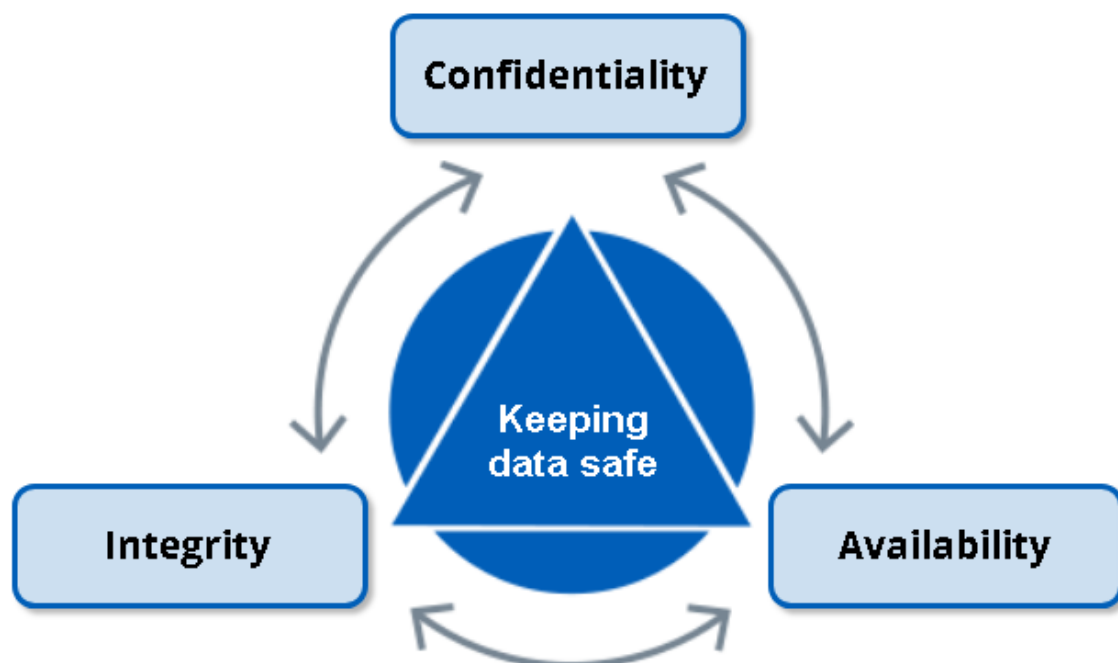 Confidentiality
Keeping
data safe
Integrity
Availability